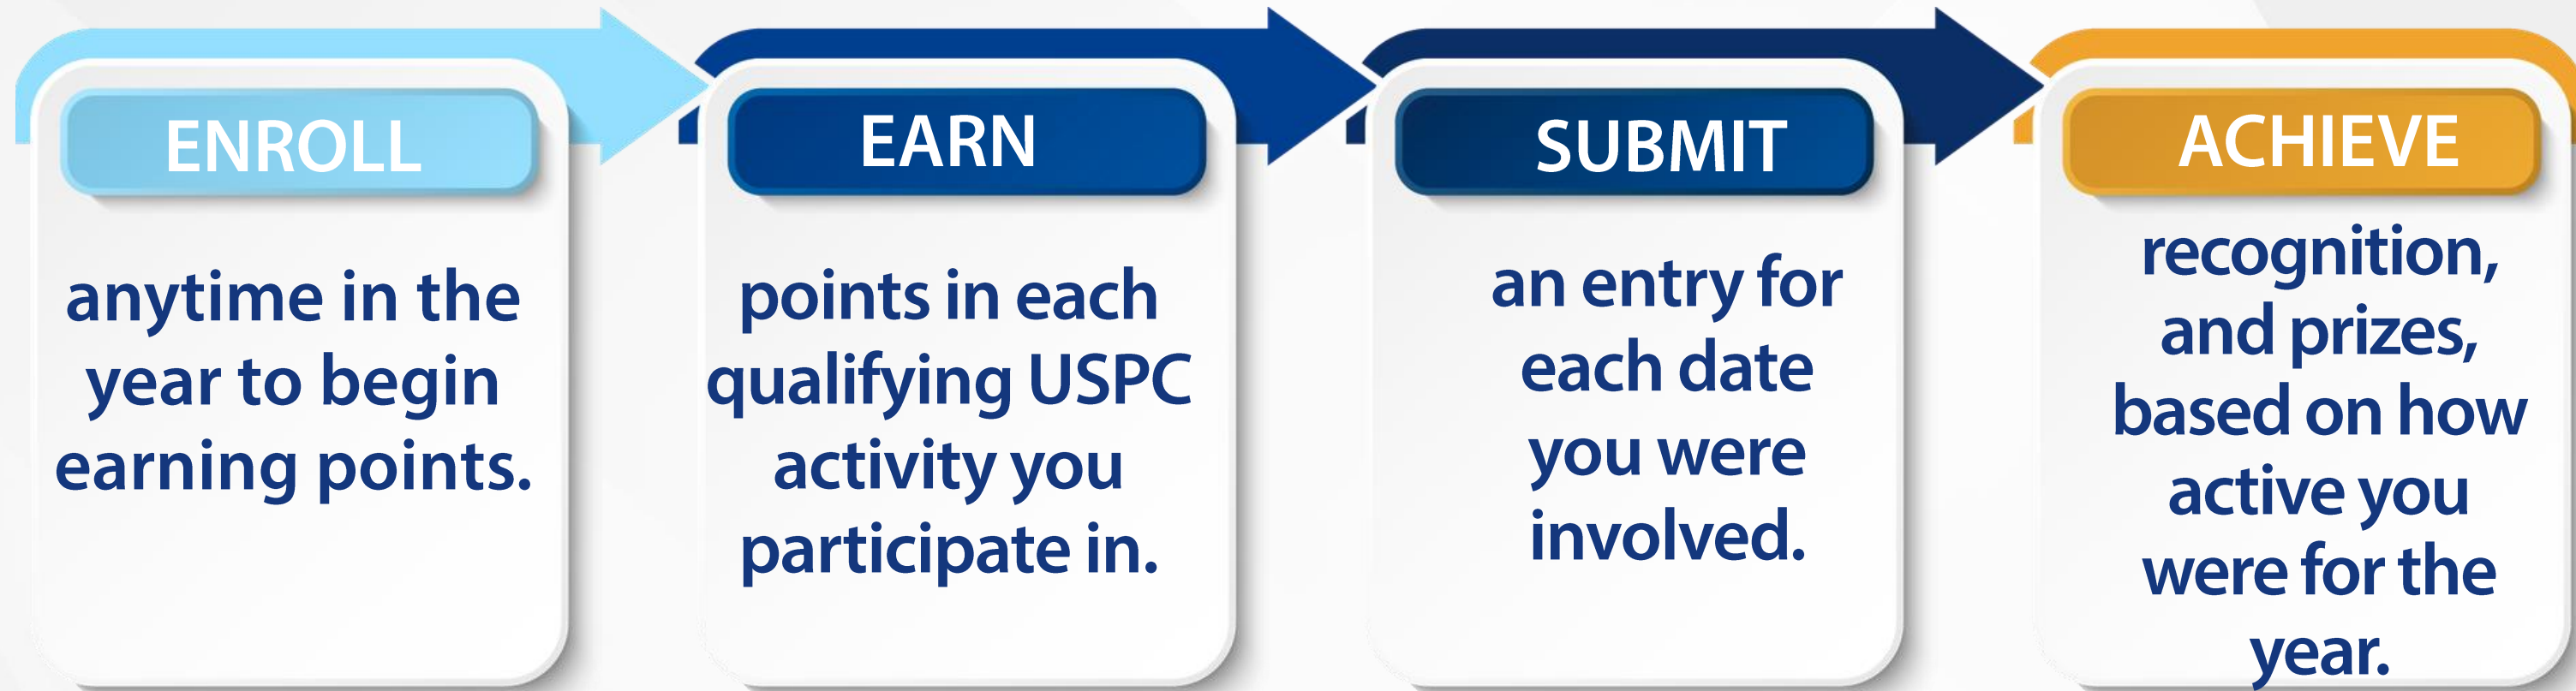 ENROLL
anytime in the
year to begin
earning points.
EARN
points in each
qualifying USPC
activity you
participate in.
SUBMIT
an entry for
each date
you were
involved.
ACHIEVE
recognition,
and prizes,
based on how
active you
were for the
year.